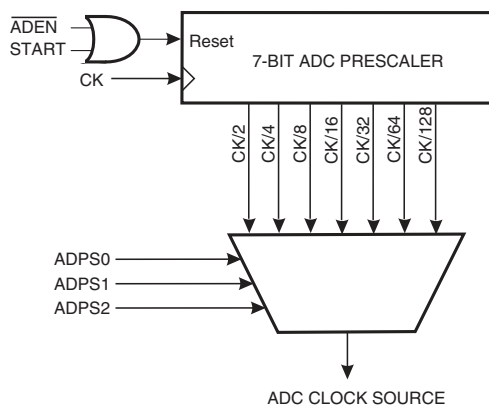 ADEN
START
Reset
7-BIT ADC PRESCALER
CK
CK/2
CK/4
CK/8
CK/16
CK/32
CK/64
CK/128
ADPS0
ADPS1
ADPS2
ADC CLOCK SOURCE